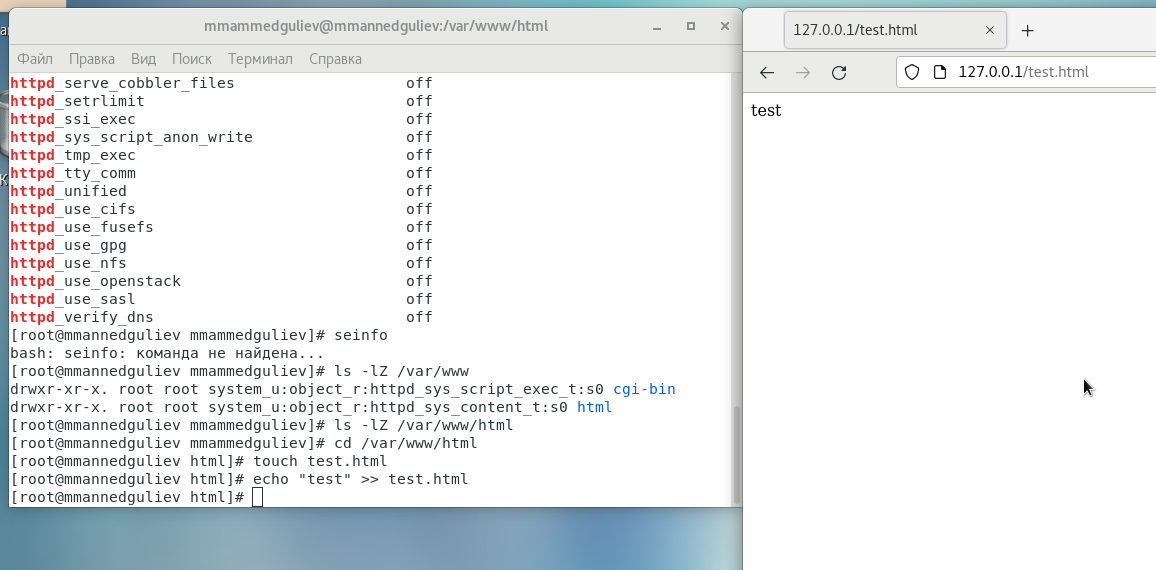 mmammedguliev@mmannedguliev:/var/www/html
Файл Правка Вид Поиск Терминал Справка
httpd_serve_cobbler_files off
httpd_setrlimit off
httpd_ssi_exec off
httpd_sys_script_anon_write off
httpd_tmp_exec off
httpd_tty_comm off
httpd_unified off
httpd_use_cifs off
httpd_use_fusefs off
httpd_use_gpg off
httpd_use_nfs off
httpd_use_openstack off
httpd_use_sasl off
httpd_verify_dns off
[root@mmannedguliev mmammedguliev]# seinfo
bash: seinfo: команда не найдена...
[root@mmannedguliev mmammedguliev]# ls -lZ /var/www
drwxr-xr-x. root root system_u:object_r:httpd_sys_script_exec_t:s0 cgi-bin
drwxr-xr-x. root root system_u:object_r:httpd_sys_content_t:s0 html
[root@mmannedguliev mmammedguliev]# ls -lZ /var/www/html
[root@mmannedguliev mmammedguliev]# cd /var/www/html
[root@mmannedguliev html]# touch test.html
[root@mmannedguliev html]# echo "test" >> test.html
[root@mmannedguliev html]#
127.0.0.1/test.html
127.0.0.1/test.html
test